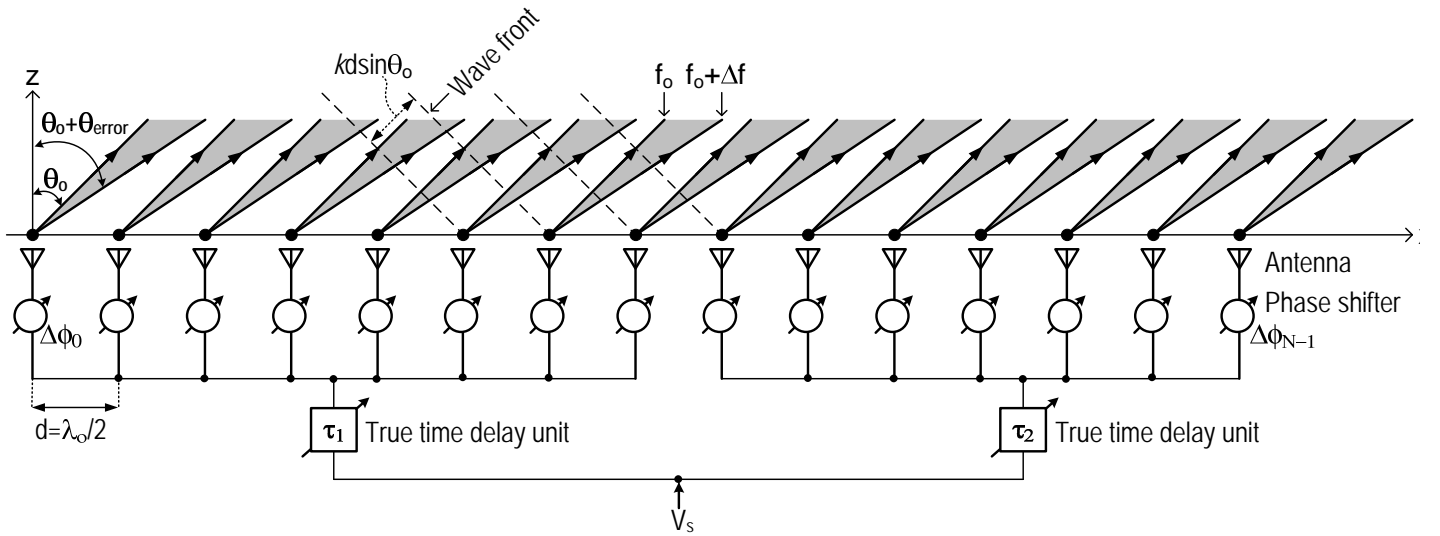 kdsinθo
Wave front
z
fo fo+Δf
θo+θerror
θo
Antenna
Phase shifter
Δϕ0
ΔϕN−1
d=λo/2
τ1
True time delay unit
τ2
True time delay unit
Vs